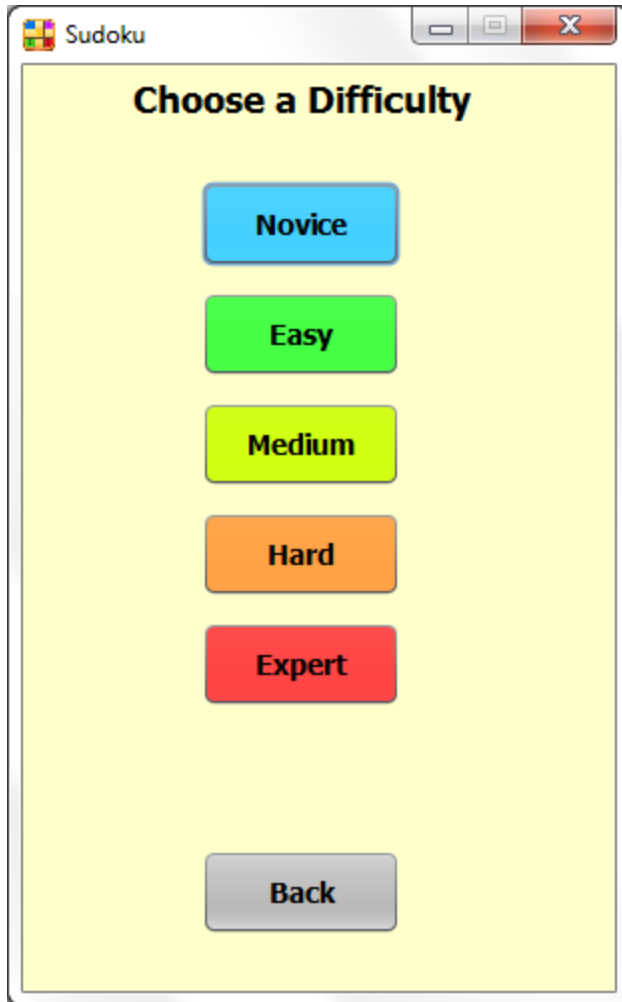 Sudoku
Choose a Difficulty
Novice
Easy
Medium
Hard
Expert
Back